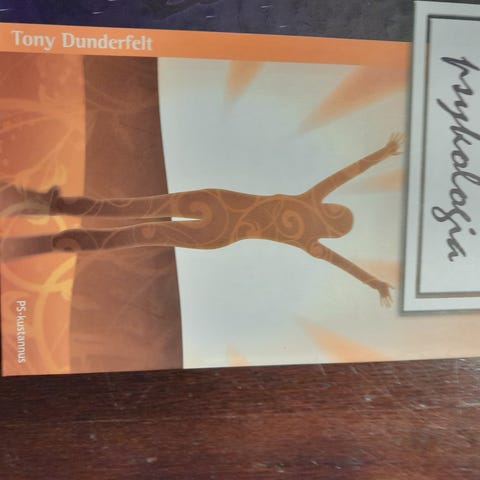 Tony Dunderfelt
psykologia
PS-kustannus